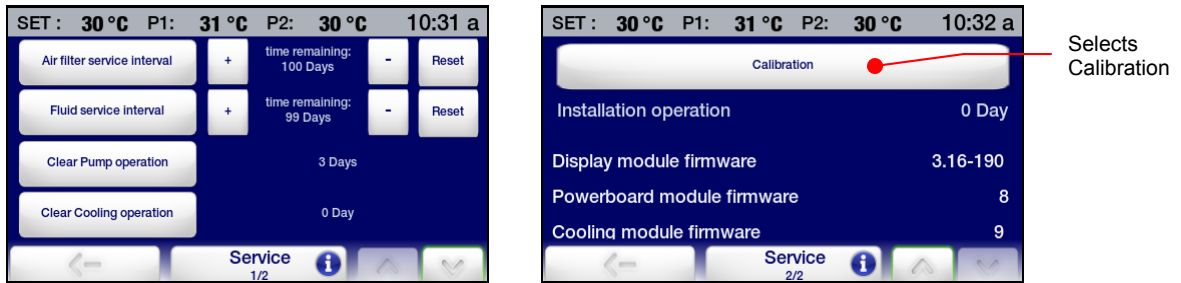 SET : 30 °C P1: 31 °C P2: 30 °C 10:31 a
Air filter service interval + time remaining: 100 Days - Reset
Fluid service interval + time remaining: 99 Days - Reset
Clear Pump operation 3 Days
Clear Cooling operation 0 Day
Service
1/2
SET : 30 °C P1: 31 °C P2: 30 °C 10:32 a
Calibration
Installation operation 0 Day
Display module firmware 3.16-190
Powerboard module firmware 8
Cooling module firmware 9
Service
2/2
Selects
Calibration